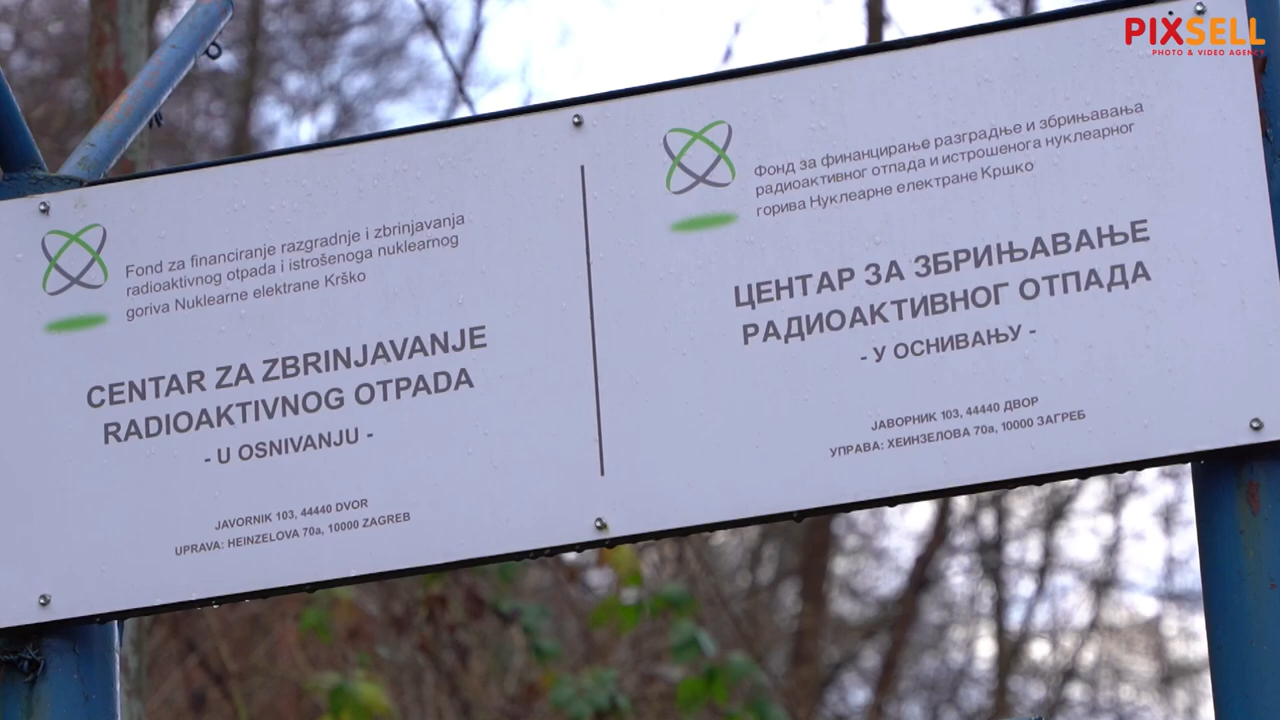 PIXSELL
PHOTO & VIDEO AGENCY
Fond za financiranje razgradnje i zbrinjavanja
radioaktivnog otpada i istrošenoga nuklearnog
goriva Nuklearne elektrane Krško
CENTAR ZA ZBRINJAVANJE
RADIOAKTIVNOG OTPADA
- U OSNIVANJU -
JAVORNIK 103, 44440 DVOR
UPRAVA: HEINZELOVA 70a, 10000 ZAGREB
Фонд за финанцирање разградње и збрињавања
радиоактивног отпада и истрошенога нуклеарног
горива Нуклеарне електране Кршко
ЦЕНТАР ЗА ЗБРИЊАВАЊЕ
РАДИОАКТИВНОГ ОТПАДА
- У ОСНИВАЊУ -
ЈАВОРНИК 103, 44440 ДВОР
УПРАВА: ХЕИНЗЕЛОВА 70а, 10000 ЗАГРЕБ